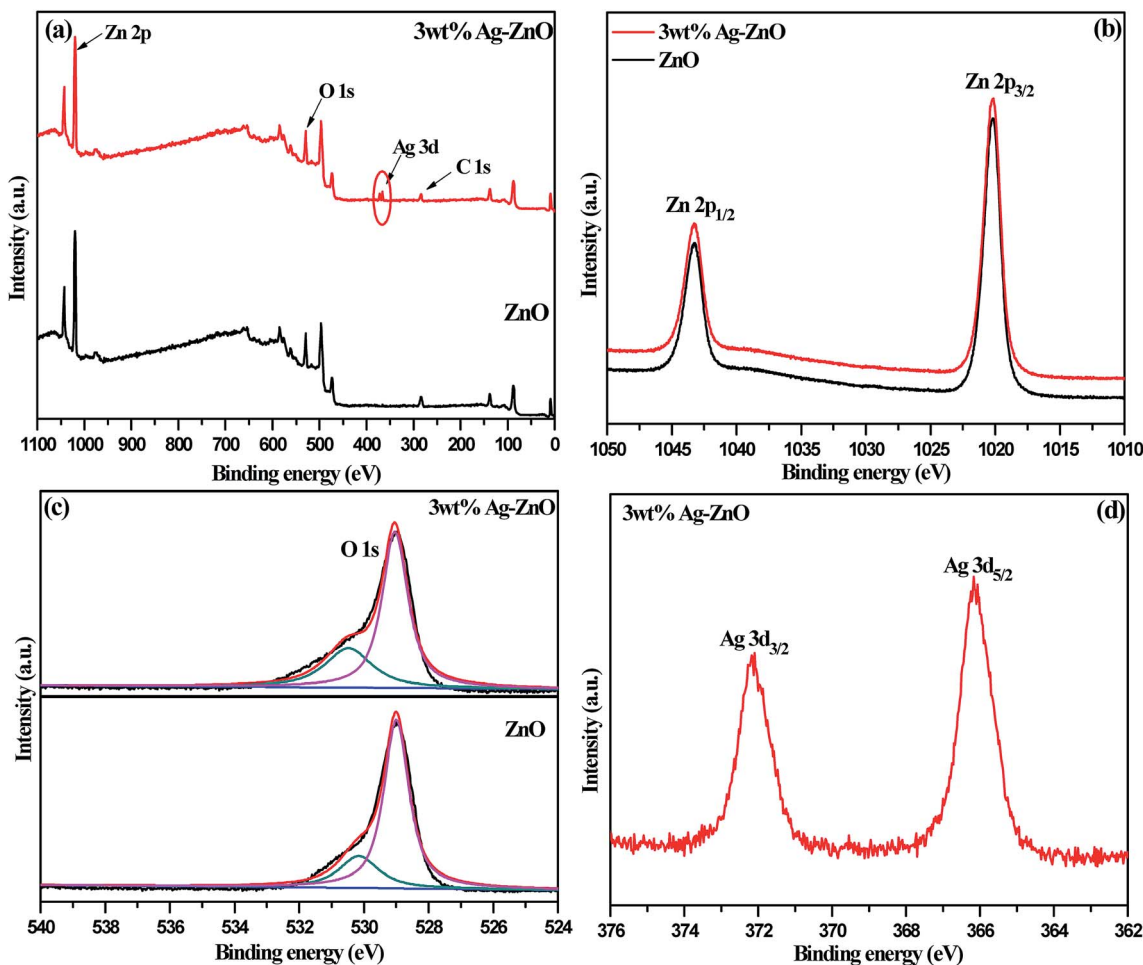 (a)
3wt% Ag-ZnO
Zn 2p
O 1s
Ag 3d
C 1s
ZnO
Intensity (a.u.)
1100 1000 900 800 700 600 500 400 300 200 100 0
Binding energy (eV)
(b)
3wt% Ag-ZnO
ZnO
Zn 2p3/2
Zn 2p1/2
Intensity (a.u.)
1050 1045 1040 1035 1030 1025 1020 1015 1010
Binding energy (eV)
(c)
3wt% Ag-ZnO
O 1s
ZnO
Intensity (a.u.)
540 538 536 534 532 530 528 526 524
Binding energy (eV)
3wt% Ag-ZnO
(d)
Ag 3d5/2
Ag 3d3/2
Intensity (a.u.)
376 374 372 370 368 366 364 362
Binding energy (eV)